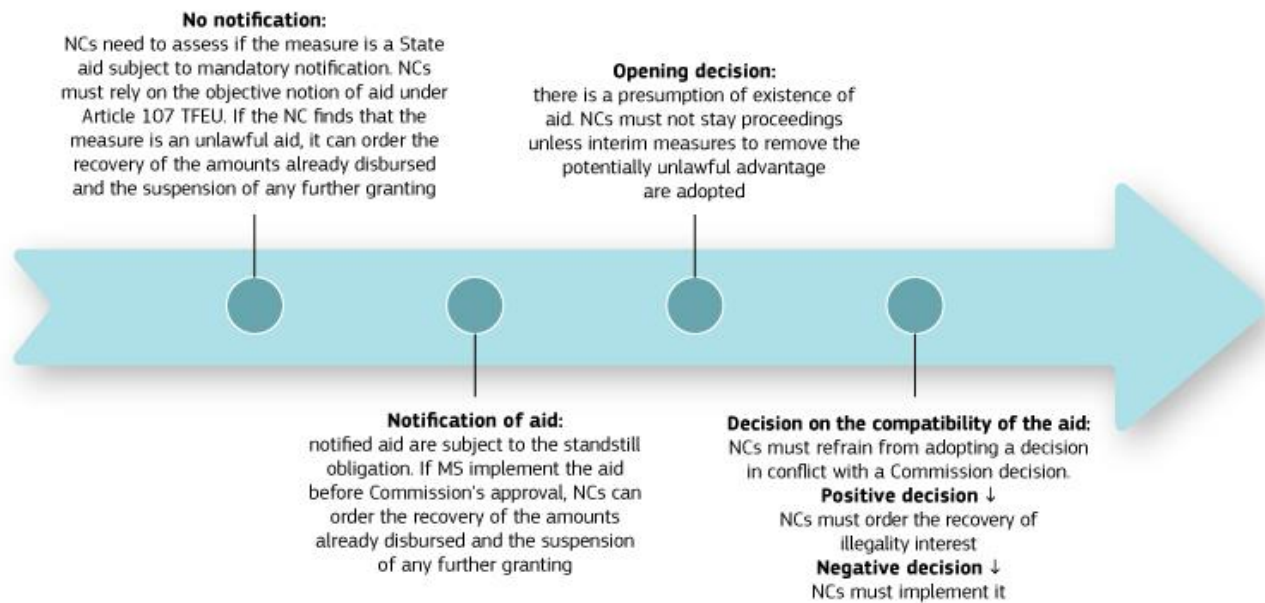 No notification:
NCs need to assess if the measure is a State
aid subject to mandatory notification. NCs
must rely on the objective notion of aid under
Article 107 TFEU. If the NC finds that the
measure is an unlawful aid, it can order the
recovery of the amounts already disbursed
and the suspension of any further granting
Opening decision:
there is a presumption of existence of
aid. NCs must not stay proceedings
unless interim measures to remove the
potentially unlawful advantage
are adopted
Notification of aid:
notified aid are subject to the standstill
obligation. If MS implement the aid
before Commission's approval, NCs can
order the recovery of the amounts
already disbursed and the suspension
of any further granting
Decision on the compatibility of the aid:
NCs must refrain from adopting a decision
in conflict with a Commission decision.
Positive decision ↓
NCs must order the recovery of
illegality interest
Negative decision ↓
NCs must implement it